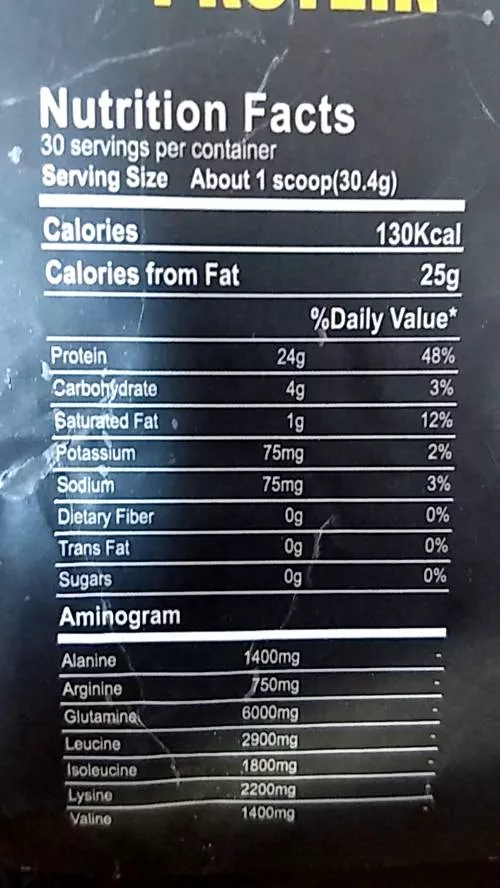 PROTEIN
Nutrition Facts
30 servings per container
Serving Size About 1 scoop(30.4g)
Calories 130Kcal
Calories from Fat 25g
%Daily Value*
Protein 24g 48%
Carbohydrate 4g 3%
Saturated Fat 1g 12%
Potassium 75mg 2%
Sodium 75mg 3%
Dietary Fiber 0g 0%
Trans Fat 0g 0%
Sugars 0g 0%
Aminogram
Alanine 1400mg -
Arginine 750mg -
Glutamine 6000mg -
Leucine 2900mg -
Isoleucine 1800mg -
Lysine 2200mg -
Valine 1400mg